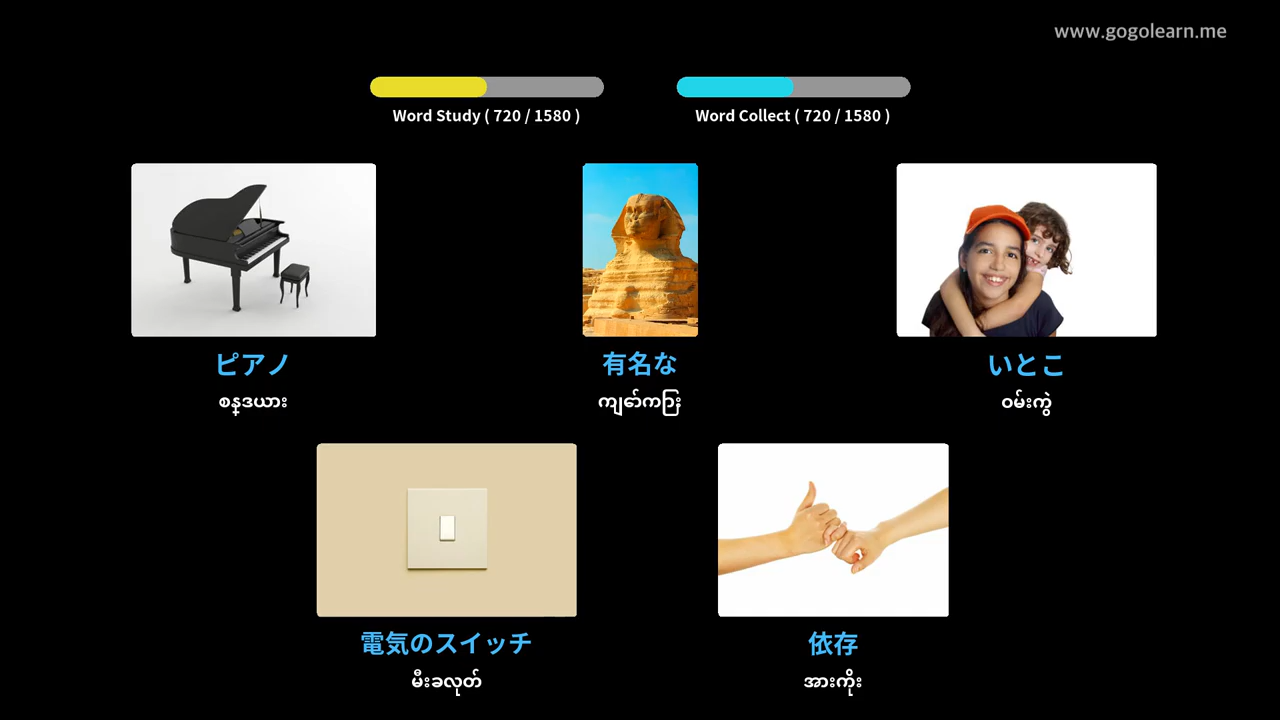 www.gogolearn.me
Word Study ( 720 / 1580 )
Word Collect ( 720 / 1580 )
ピアノ
စန္ဒယား
有名な
ကျော်ကြား
いとこ
ဝမ်းကွဲ
電気のスイッチ
မီးခလုတ်
依存
အားကိုး